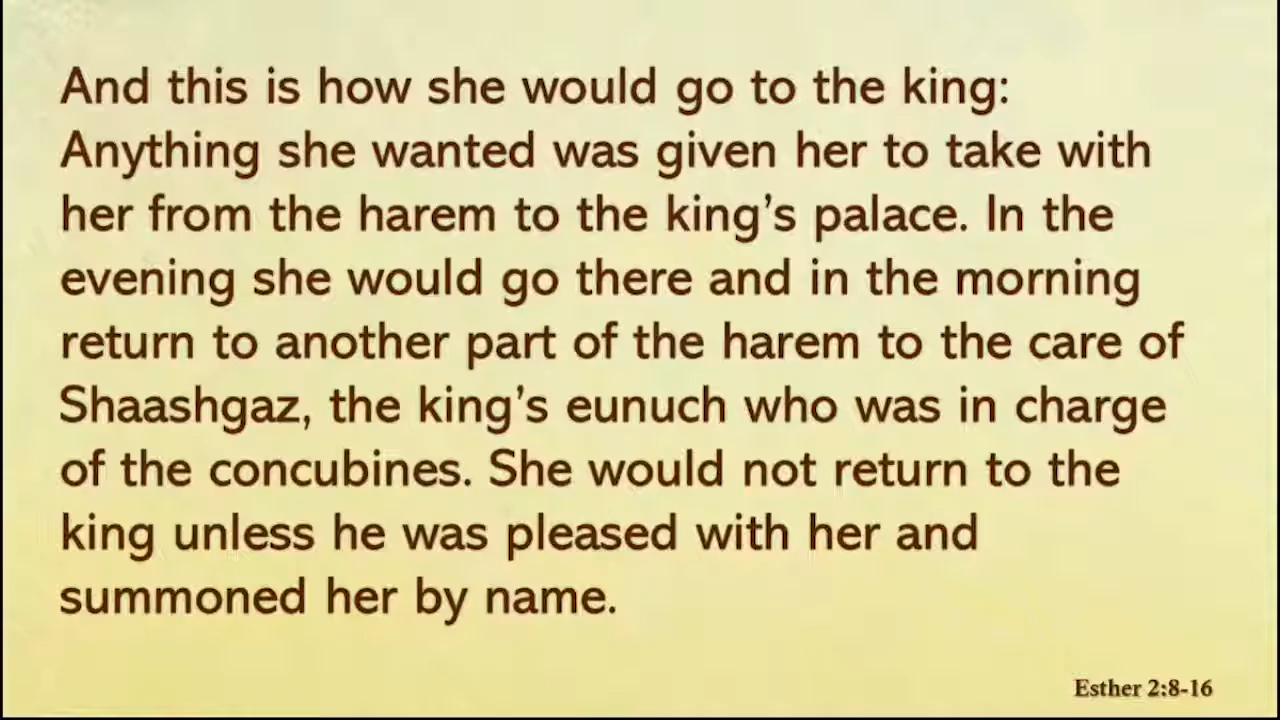 And this is how she would go to the king:
Anything she wanted was given her to take with
her from the harem to the king’s palace. In the
evening she would go there and in the morning
return to another part of the harem to the care of
Shaashgaz, the king’s eunuch who was in charge
of the concubines. She would not return to the
king unless he was pleased with her and
summoned her by name.
Esther 2:8-16